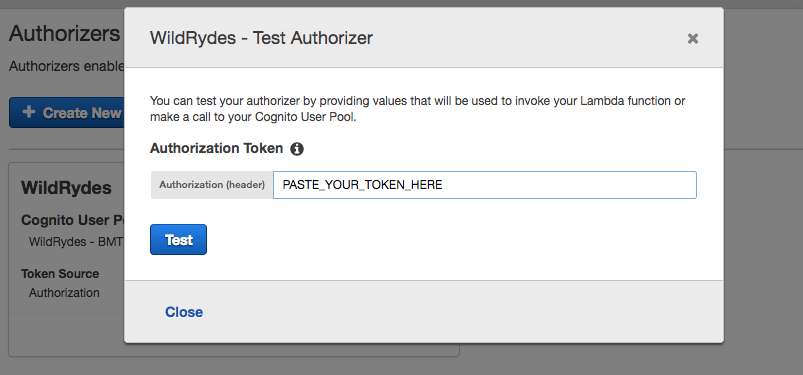 WildRydes - Test Authorizer
×
Authorizers
Authorizers enable
+ Create New
You can test your authorizer by providing values that will be used to invoke your Lambda function or
make a call to your Cognito User Pool.
Authorization Token
Authorization (header) PASTE_YOUR_TOKEN_HERE
WildRydes
Cognito User
WildRydes - BMT
Test
Token Source
Authorization
Close